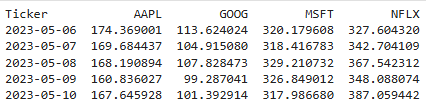 Ticker AAPL GOOG MSFT NFLX
2023-05-06 174.369001 113.624024 320.179608 327.604320
2023-05-07 169.684437 104.915080 318.416783 342.704109
2023-05-08 168.190894 107.828473 329.210732 367.542312
2023-05-09 160.836027 99.287041 326.849012 348.088074
2023-05-10 167.645928 101.392914 317.986680 387.059442